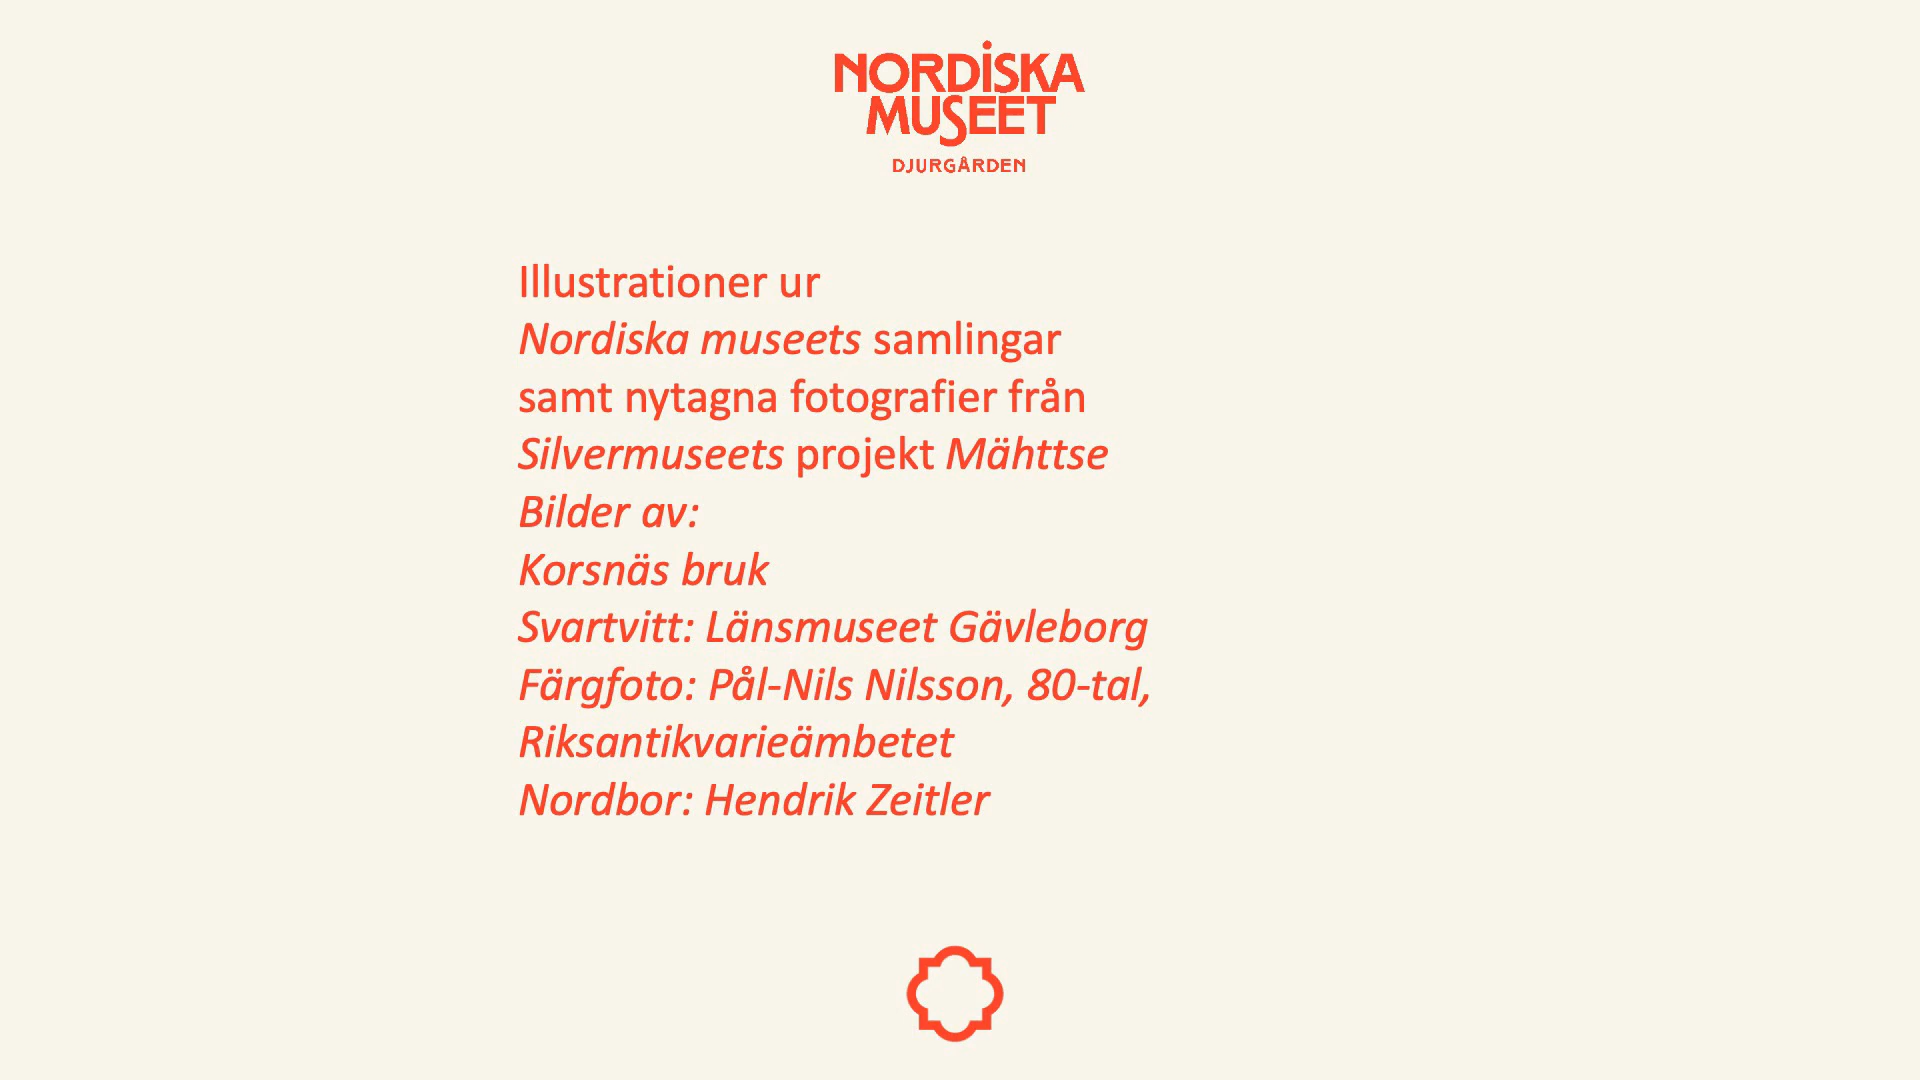 NORDISKA
MUSEET
DJURGÅRDEN
Illustrationer ur
Nordiska museets samlingar
samt nytagna fotografier från
Silvermuseets projekt Mähttse
Bilder av:
Korsnäs bruk
Svartvitt: Länsmuseet Gävleborg
Färgfoto: Pål-Nils Nilsson, 80-tal,
Riksantikvarieämbetet
Nordbor: Hendrik Zeitler